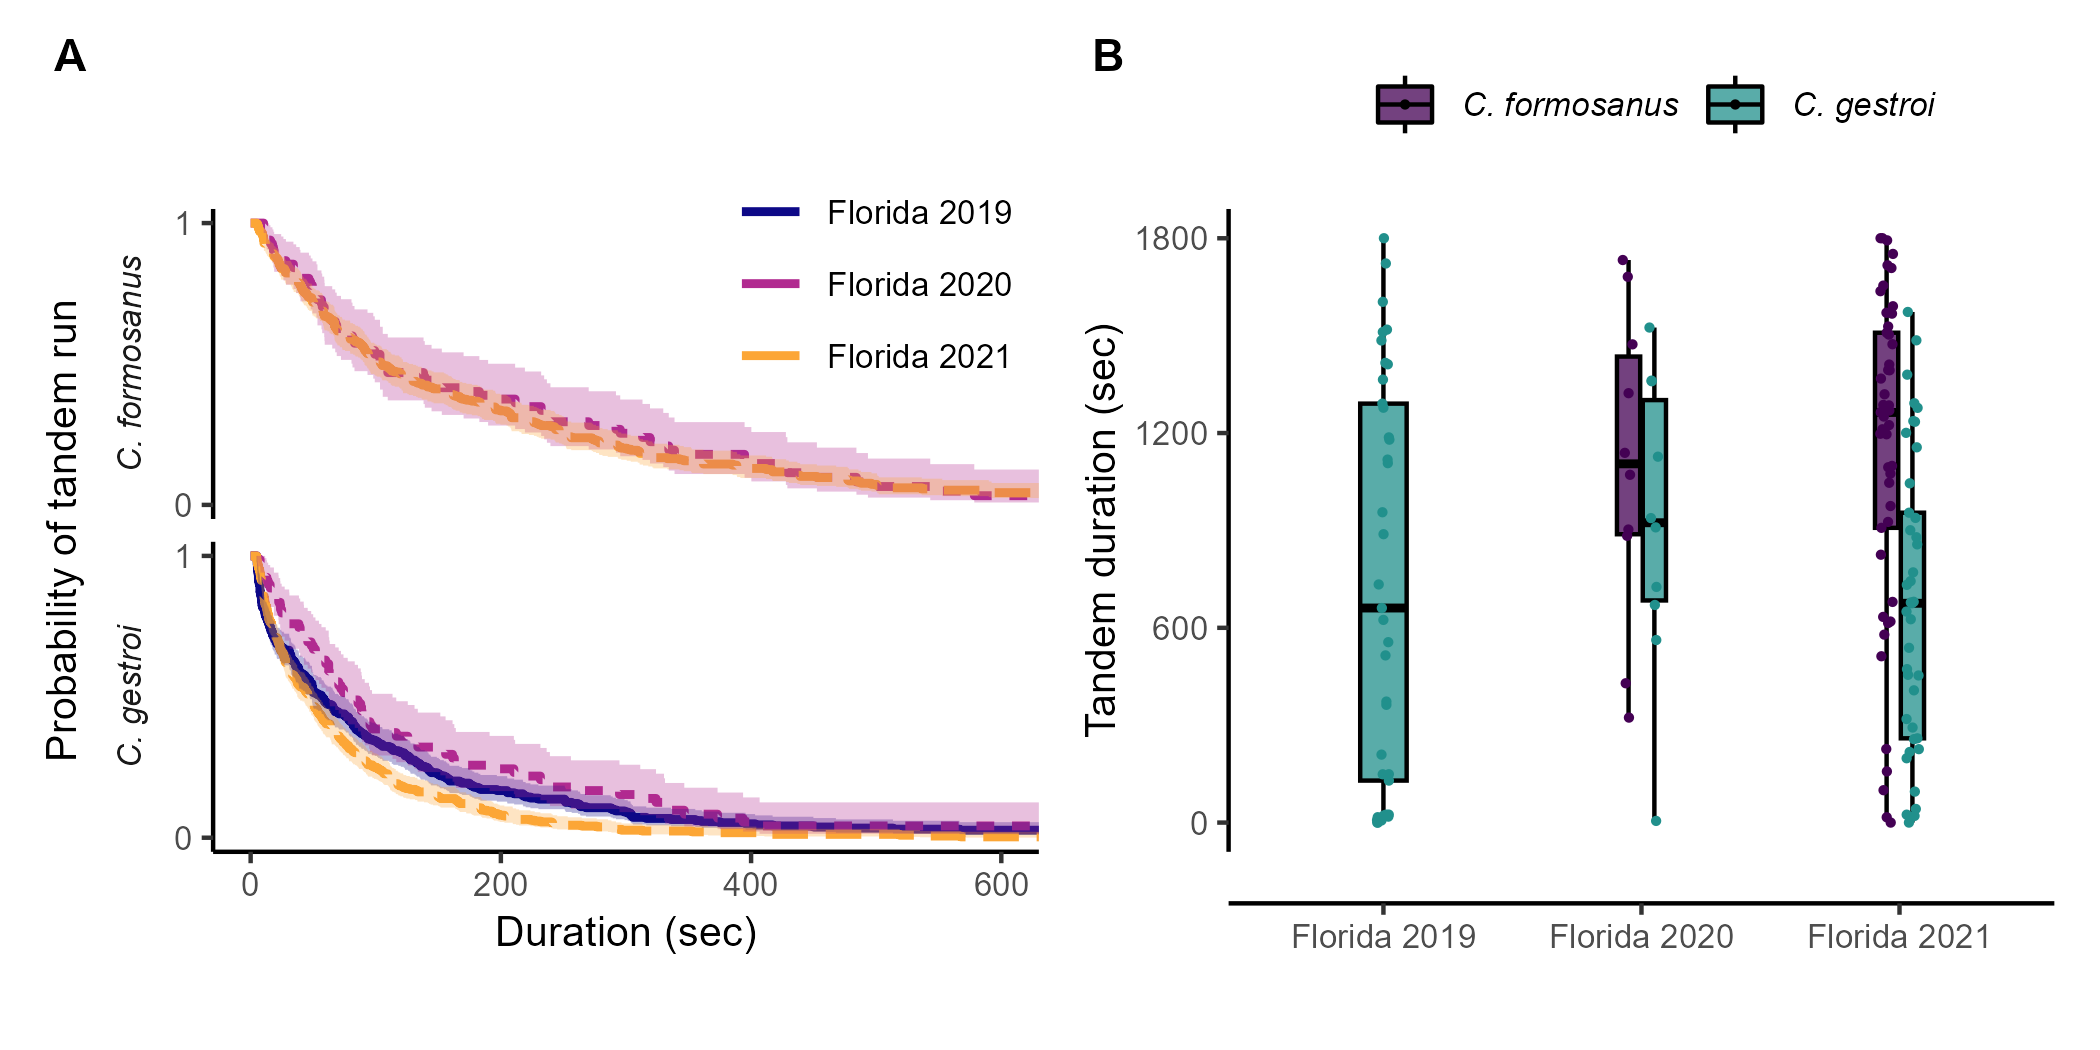 A
Probability of tandem run
C. formosanus
1
0
Florida 2019
Florida 2020
Florida 2021
C. gestroi
1
0
0 200 400 600
Duration (sec)
B
C. formosanus C. gestroi
Tandem duration (sec)
1800
1200
600
0
Florida 2019 Florida 2020 Florida 2021